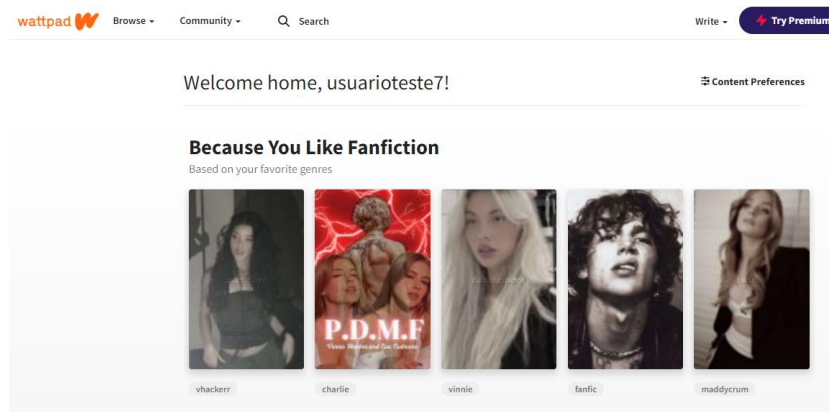 wattpad Browse Community Search Write Try Premium
Welcome home, usuarioteste7! Content Preferences
Because You Like Fanfiction
Based on your favorite genres
P.D.M.F
vhackerr charlie vinnie fanfic maddycrum